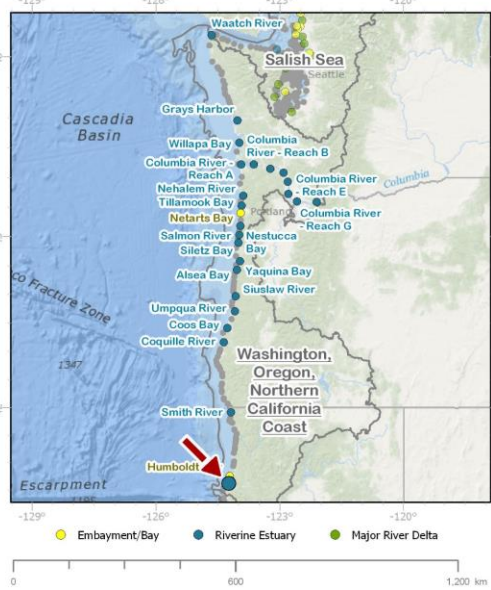 -129° -126° -123° -120°
Waatch River
Salish Sea
Seattle
Cascadia
Basin
Grays Harbor
Willapa Bay
Columbia
River - Reach B
Columbia River -
Reach A
Columbia River
- Reach E
Columbia
Nehalem River
Tillamook Bay
Portland
Columbia River
- Reach G
Netarts Bay
Salmon River
Nestucca
Bay
Siletz Bay
Alsea Bay
Yaquina Bay
Siuslaw River
co Fracture Zone
Umpqua River
Coos Bay
Coquille River
1347
Washington,
Oregon,
Northern
California
Coast
Smith River
Humboldt
Escarpment
-129° -126° -123° -120°
Embayment/Bay Riverine Estuary Major River Delta
0 600 1,200 km